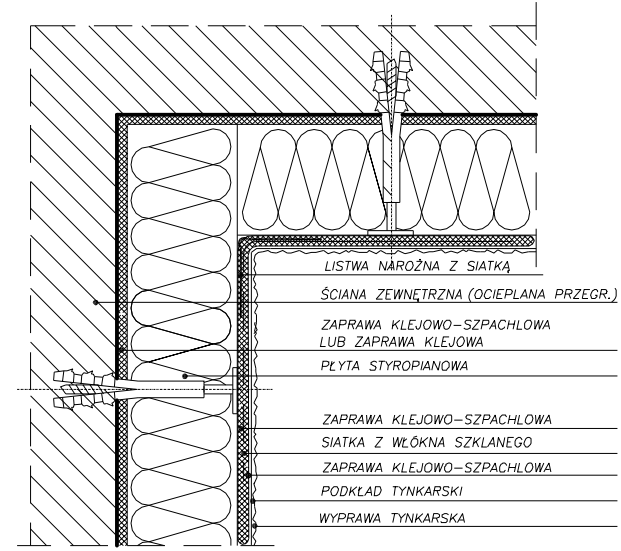 LISTWA NAROŻNA Z SIATKĄ
ŚCIANA ZEWNĘTRZNA (OCIEPLANA PRZEGR.)
ZAPRAWA KLEJOWO-SZPACHLOWA
LUB ZAPRAWA KLEJOWA
PŁYTA STYROPIANOWA
ZAPRAWA KLEJOWO-SZPACHLOWA
SIATKA Z WŁÓKNA SZKLANEGO
ZAPRAWA KLEJOWO-SZPACHLOWA
PODKŁAD TYNKARSKI
WYPRAWA TYNKARSKA